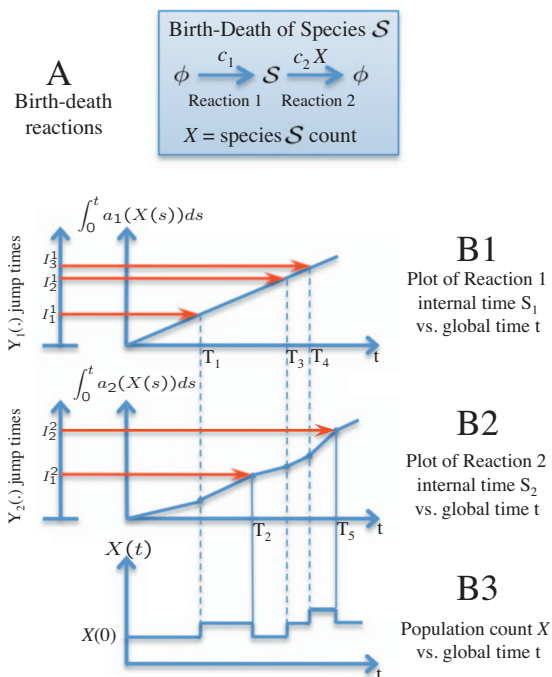 Birth-Death of Species 𝒮
A
Birth-death
reactions
ϕ c₁ 𝒮 c₂X ϕ
Reaction 1 Reaction 2
X = species 𝒮 count
∫₀ᵗ a₁(X(s))ds
Y₁(.) jump times
I₃¹
I₂¹
I₁¹
T₁ T₃ T₄ t
B1
Plot of Reaction 1
internal time S₁
vs. global time t
∫₀ᵗ a₂(X(s))ds
Y₂(.) jump times
I₂²
I₁²
T₂ T₅ t
B2
Plot of Reaction 2
internal time S₂
vs. global time t
X(t)
X(0)
t
B3
Population count X
vs. global time t